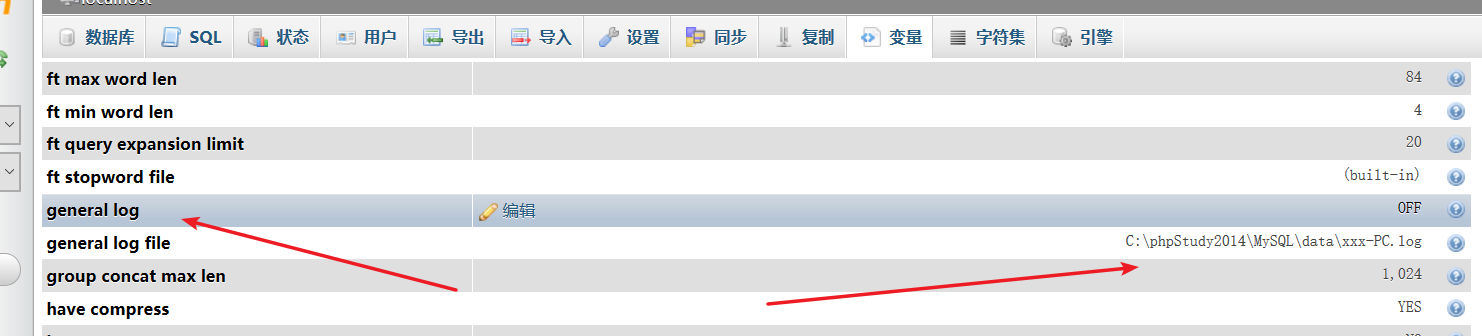 localhost
数据库 SQL 状态 用户 导出 导入 设置 同步 复制 变量 字符集 引擎
ft max word len 84
ft min word len 4
ft query expansion limit 20
ft stopword file (built-in)
general log 编辑 OFF
general log file C:\phpStudy2014\MySQL\data\xxx-PC.log
group concat max len 1,024
have compress YES